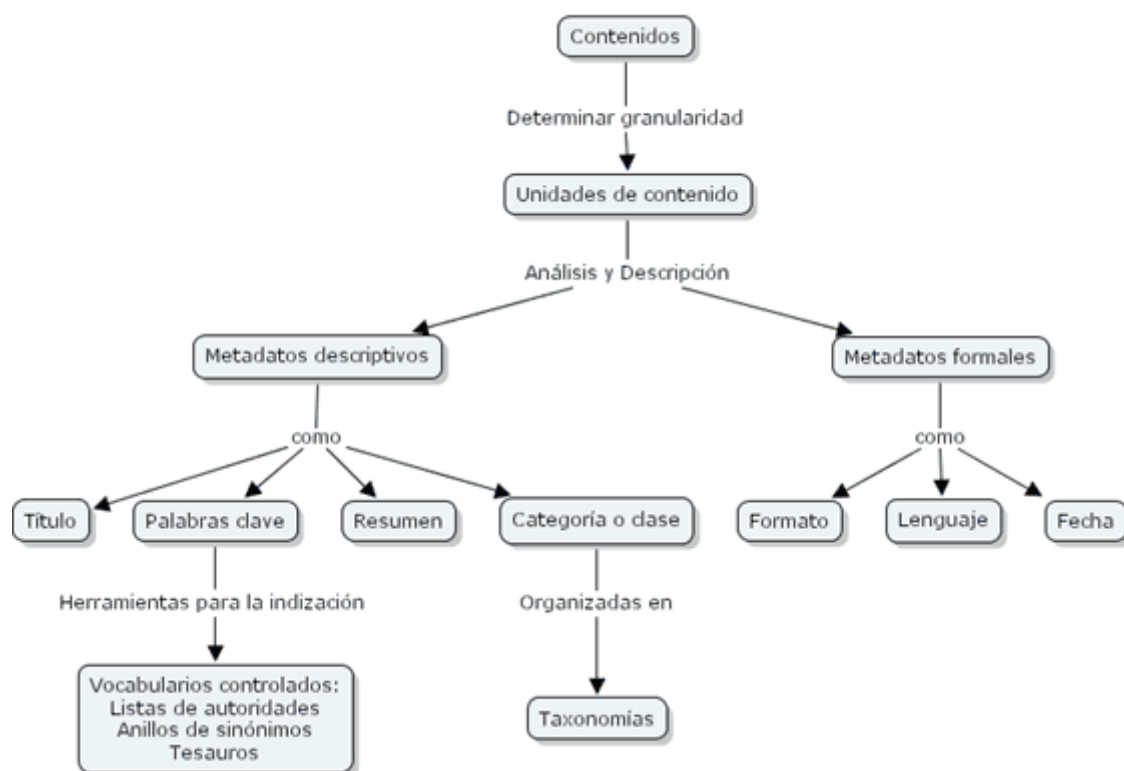 Contenidos
Determinar granularidad
Unidades de contenido
Análisis y Descripción
Metadatos descriptivos
Metadatos formales
como
como
Título
Palabras clave
Resumen
Categoría o clase
Formato
Lenguaje
Fecha
Herramientas para la indización
Organizadas en
Vocabularios controlados:
Listas de autoridades
Anillos de sinónimos
Tesauros
Taxonomías